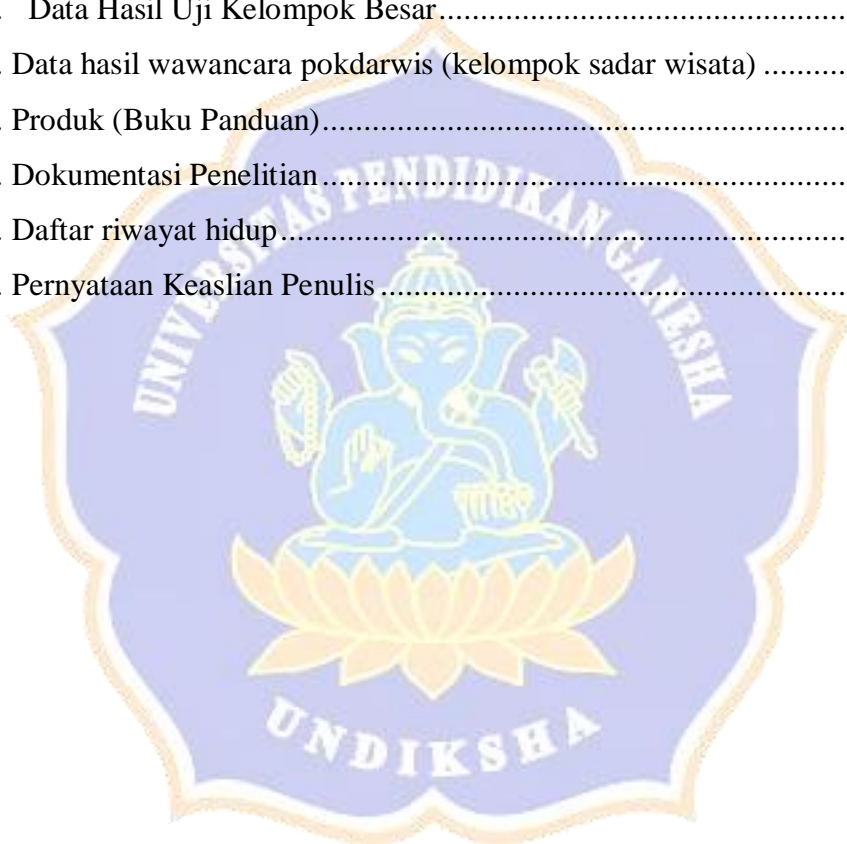 . Data Hasil Uji Kelompok Besar..............................................
. Data hasil wawancara pokdarwis (kelompok sadar wisata) ..........
. Produk (Buku Panduan)............................................................
. Dokumentasi Penelitian............................................................
. Daftar riwayat hidup.................................................................
. Pernyataan Keaslian Penulis .....................................................
UNIVERSITAS PENDIDIKAN GANESHA
UNDIKSHA